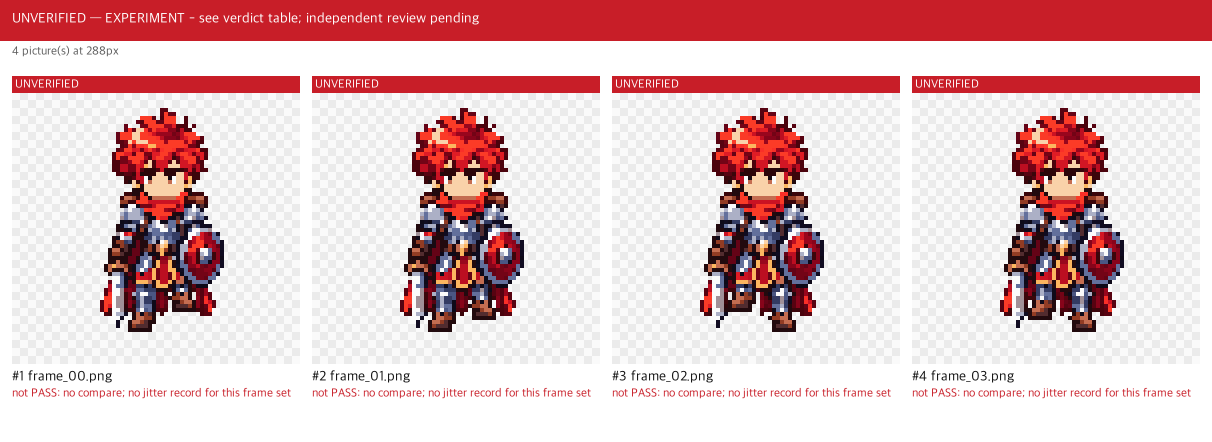 UNVERIFIED — EXPERIMENT – see verdict table; independent review pending
4 picture(s) at 288px
UNVERIFIED
UNVERIFIED
UNVERIFIED
UNVERIFIED
#1 frame_00.png
#2 frame_01.png
#3 frame_02.png
#4 frame_03.png
not PASS: no compare; no jitter record for this frame set
not PASS: no compare; no jitter record for this frame set
not PASS: no compare; no jitter record for this frame set
not PASS: no compare; no jitter record for this frame set